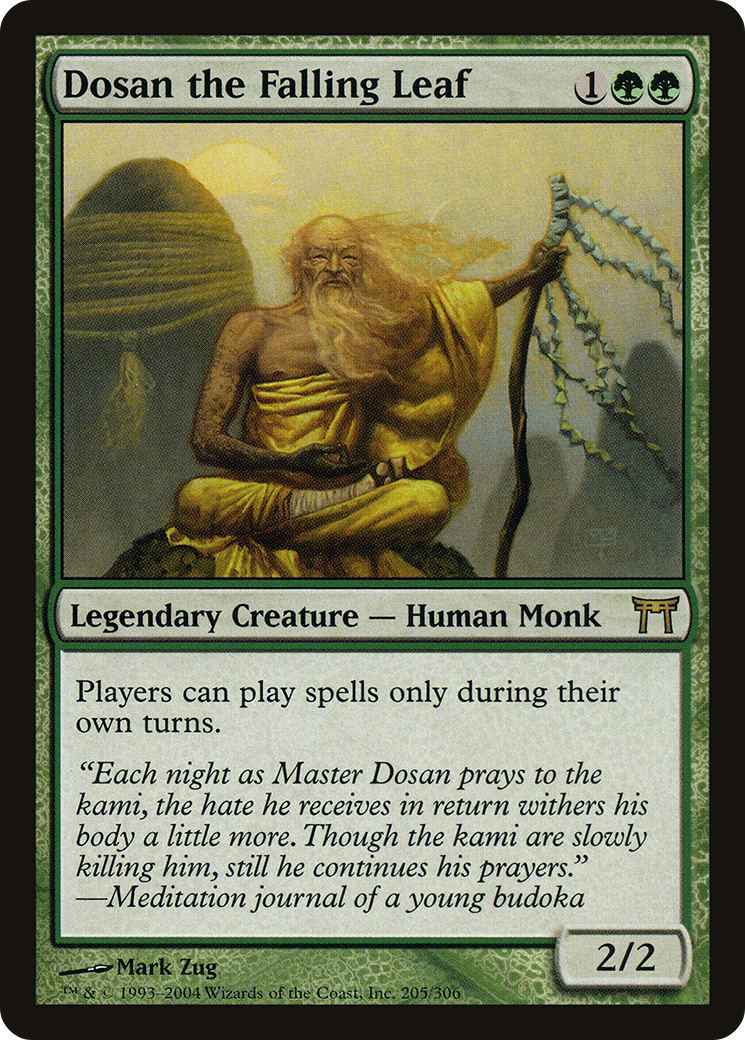 Dosan the Falling Leaf 1
Legendary Creature — Human Monk
Players can play spells only during their
own turns.
“Each night as Master Dosan prays to the
kami, the hate he receives in return withers his
body a little more. Though the kami are slowly
killing him, still he continues his prayers.”
—Meditation journal of a young budoka
2/2
Mark Zug
™ & © 1993–2004 Wizards of the Coast, Inc. 205/306